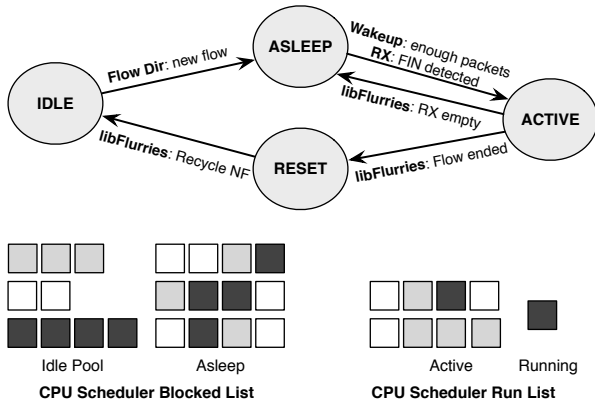 ASLEEP
Wakeup: enough packets
RX: FIN detected
Flow Dir: new flow
libFlurries: RX empty
IDLE
ACTIVE
libFlurries: Recycle NF
RESET
libFlurries: Flow ended
Idle Pool
Asleep
Active
Running
CPU Scheduler Blocked List
CPU Scheduler Run List